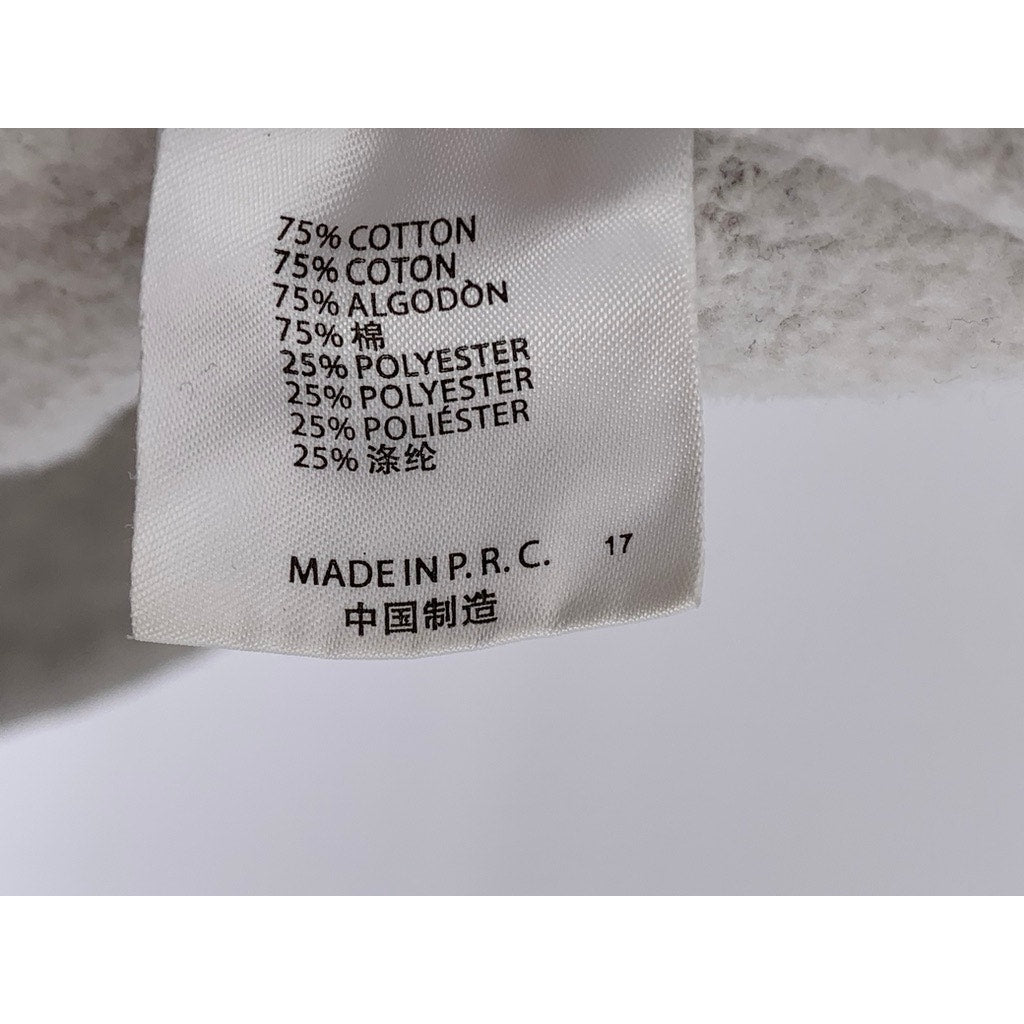 75% COTTON
75% COTON
75% ALGODÒN
75% 棉
25% POLYESTER
25% POLYESTER
25% POLIÉSTER
25% 涤纶
MADE IN P. R. C. 17
中国制造